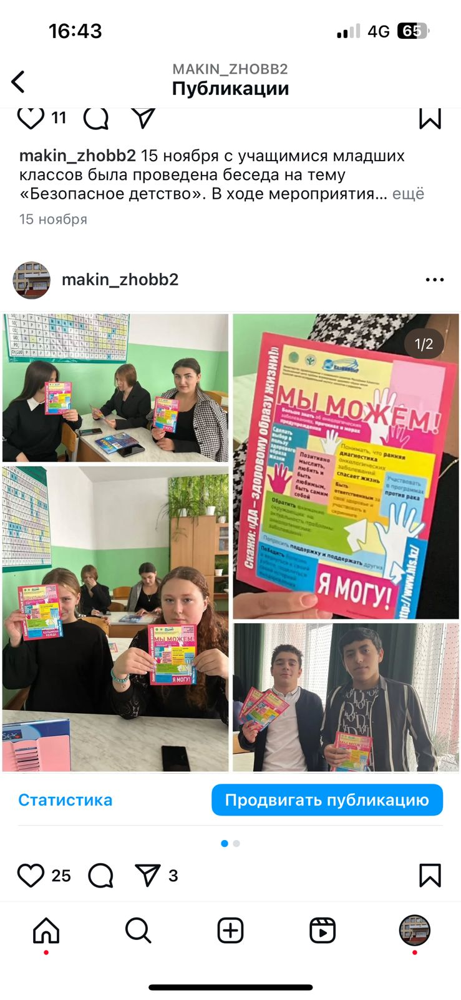 16:43
4G 65
MAKIN_ZHOBB2
Публикации
11
makin_zhobb2 15 ноября с учащимися младших
классов была проведена беседа на тему
«Безопасное детство». В ходе мероприятия... ещё
15 ноября
makin_zhobb2
1/2
Скажи: «ДА – здоровому образу жизни!»
МЫ МОЖЕМ!
Больше знать об онкологических
заболеваниях, причинах и мерах
предупреждения
Сделать
выбор в
пользу
здорового
образа
жизни
Позитивно
мыслить,
любить и
быть
любимым,
быть самим
собой
Понимать, что ранняя
диагностика
онкологических
заболеваний
спасает жизнь
Быть
ответственным за
свое здоровье и
участвовать в
скрининге
Участвовать
в программах
против рака
Обратить внимание
окружающих на
актуальность проблемы
онкологических
заболеваний
Попросить поддержку и поддержать других
Победить
Я МОГУ!
http://www.hls.kz/
МЫ МОЖЕМ!
Я МОГУ!
МЫ МОЖЕМ!
Статистика
Продвигать публикацию
25
3